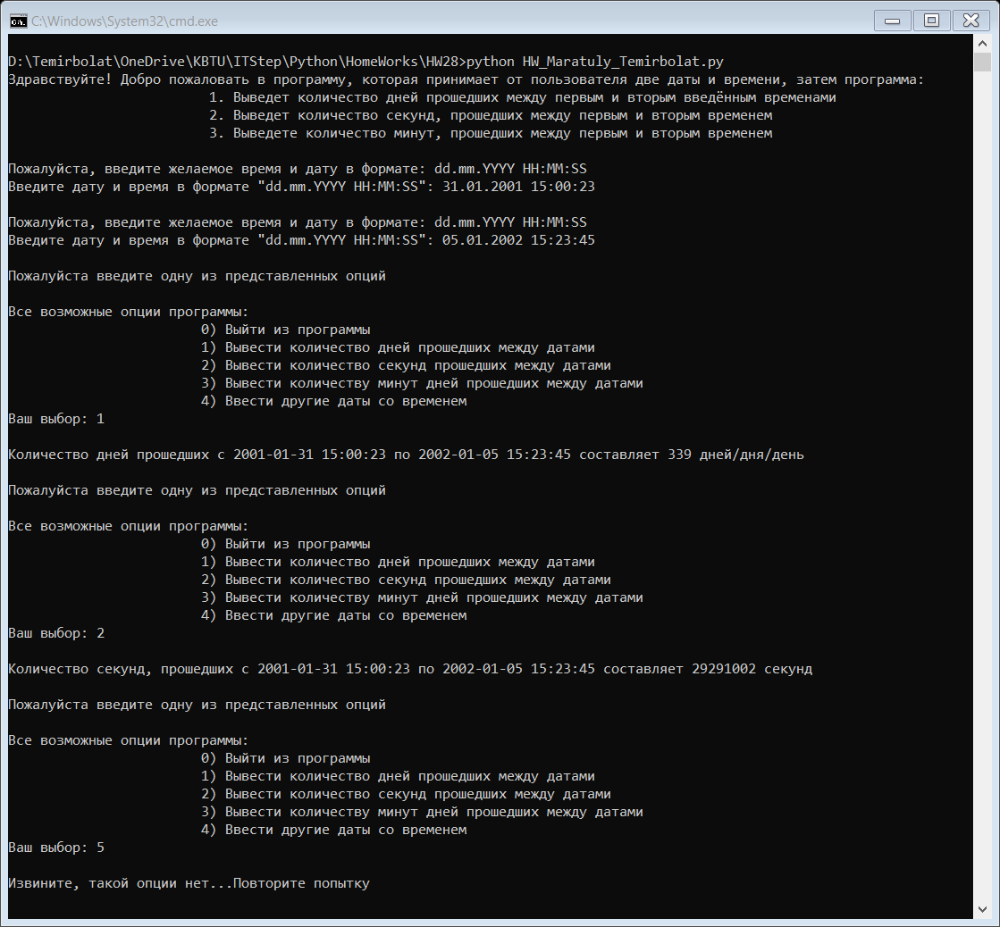 C:\Windows\System32\cmd.exe
D:\Temirbolat\OneDrive\KBTU\ITStep\Python\HomeWorks\HW28>python HW_Maratuly_Temirbolat.py
Здравствуйте! Добро пожаловать в программу, которая принимает от пользователя две даты и времени, затем программа:
1. Выведет количество дней прошедших между первым и вторым введённым временами
2. Выведет количество секунд, прошедших между первым и вторым временем
3. Выведете количество минут, прошедших между первым и вторым временем
Пожалуйста, введите желаемое время и дату в формате: dd.mm.YYYY HH:MM:SS
Введите дату и время в формате "dd.mm.YYYY HH:MM:SS": 31.01.2001 15:00:23
Пожалуйста, введите желаемое время и дату в формате: dd.mm.YYYY HH:MM:SS
Введите дату и время в формате "dd.mm.YYYY HH:MM:SS": 05.01.2002 15:23:45
Пожалуйста введите одну из представленных опций
Все возможные опции программы:
0) Выйти из программы
1) Вывести количество дней прошедших между датами
2) Вывести количество секунд прошедших между датами
3) Вывести количеству минут дней прошедших между датами
4) Ввести другие даты со временем
Ваш выбор: 1
Количество дней прошедших с 2001-01-31 15:00:23 по 2002-01-05 15:23:45 составляет 339 дней/дня/день
Пожалуйста введите одну из представленных опций
Все возможные опции программы:
0) Выйти из программы
1) Вывести количество дней прошедших между датами
2) Вывести количество секунд прошедших между датами
3) Вывести количеству минут дней прошедших между датами
4) Ввести другие даты со временем
Ваш выбор: 2
Количество секунд, прошедших с 2001-01-31 15:00:23 по 2002-01-05 15:23:45 составляет 29291002 секунд
Пожалуйста введите одну из представленных опций
Все возможные опции программы:
0) Выйти из программы
1) Вывести количество дней прошедших между датами
2) Вывести количество секунд прошедших между датами
3) Вывести количеству минут дней прошедших между датами
4) Ввести другие даты со временем
Ваш выбор: 5
Извините, такой опции нет...Повторите попытку